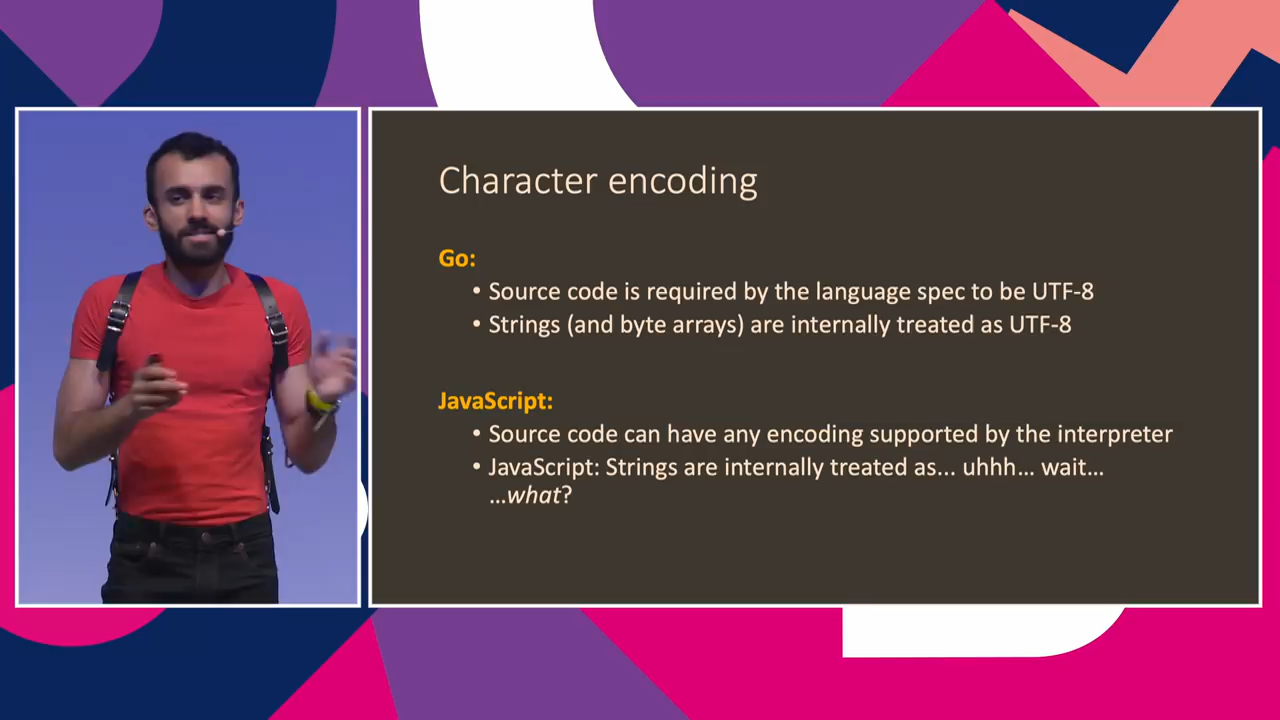 Character encoding
Go:
• Source code is required by the language spec to be UTF-8
• Strings (and byte arrays) are internally treated as UTF-8
JavaScript:
• Source code can have any encoding supported by the interpreter
• JavaScript: Strings are internally treated as... uhhh… wait…
…what?